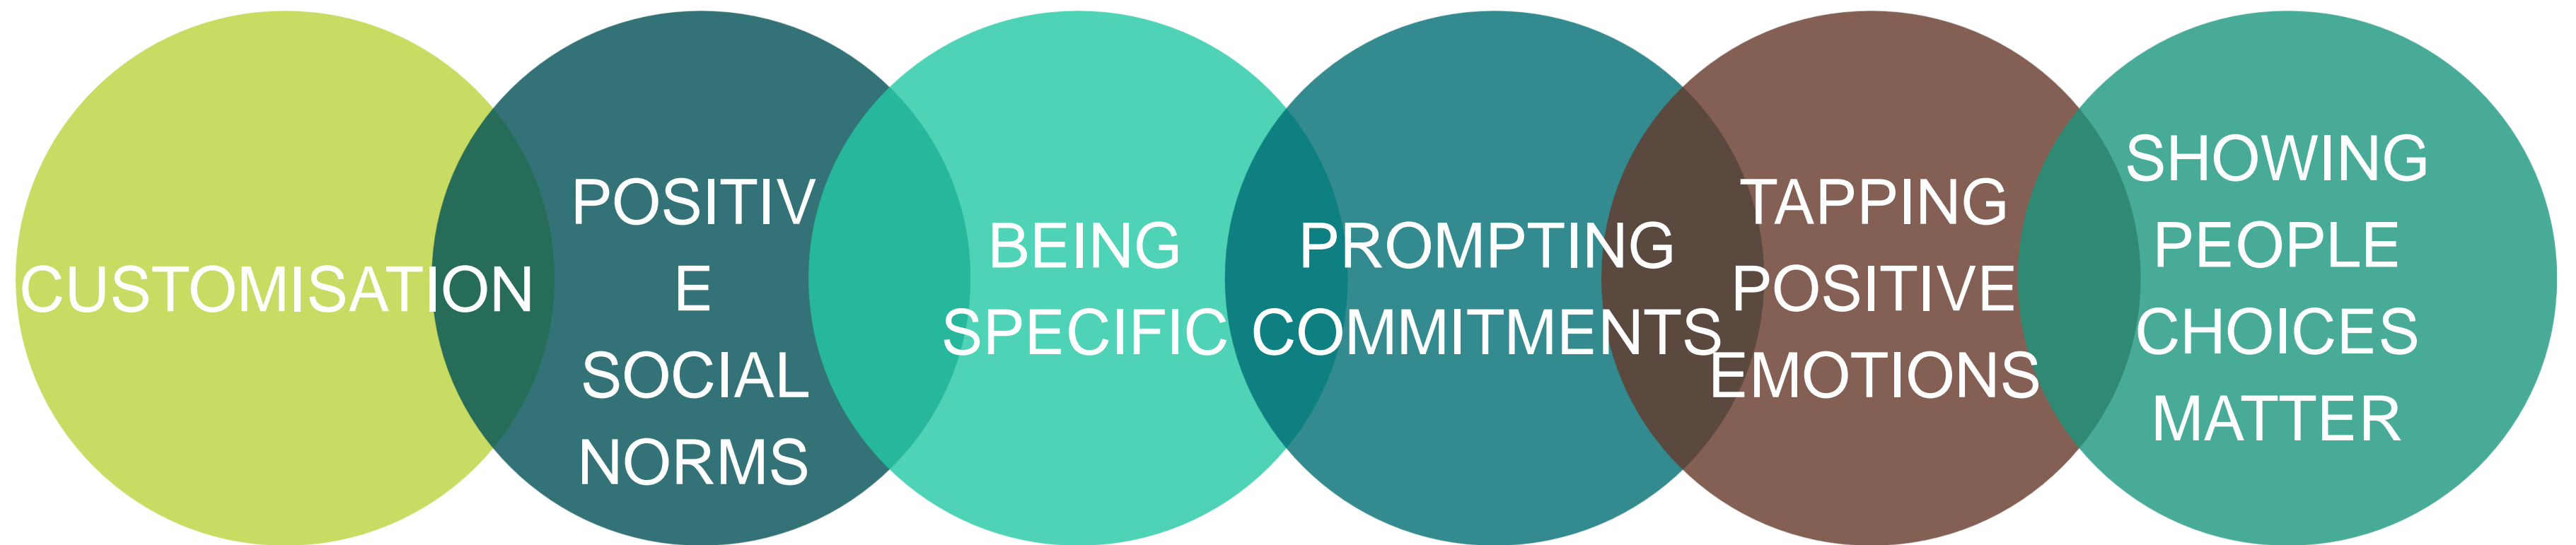 CUSTOMISATION
POSITIV
E
SOCIAL
NORMS
BEING
SPECIFIC
PROMPTING
COMMITMENTS
TAPPING
POSITIVE
EMOTIONS
SHOWING
PEOPLE
CHOICES
MATTER